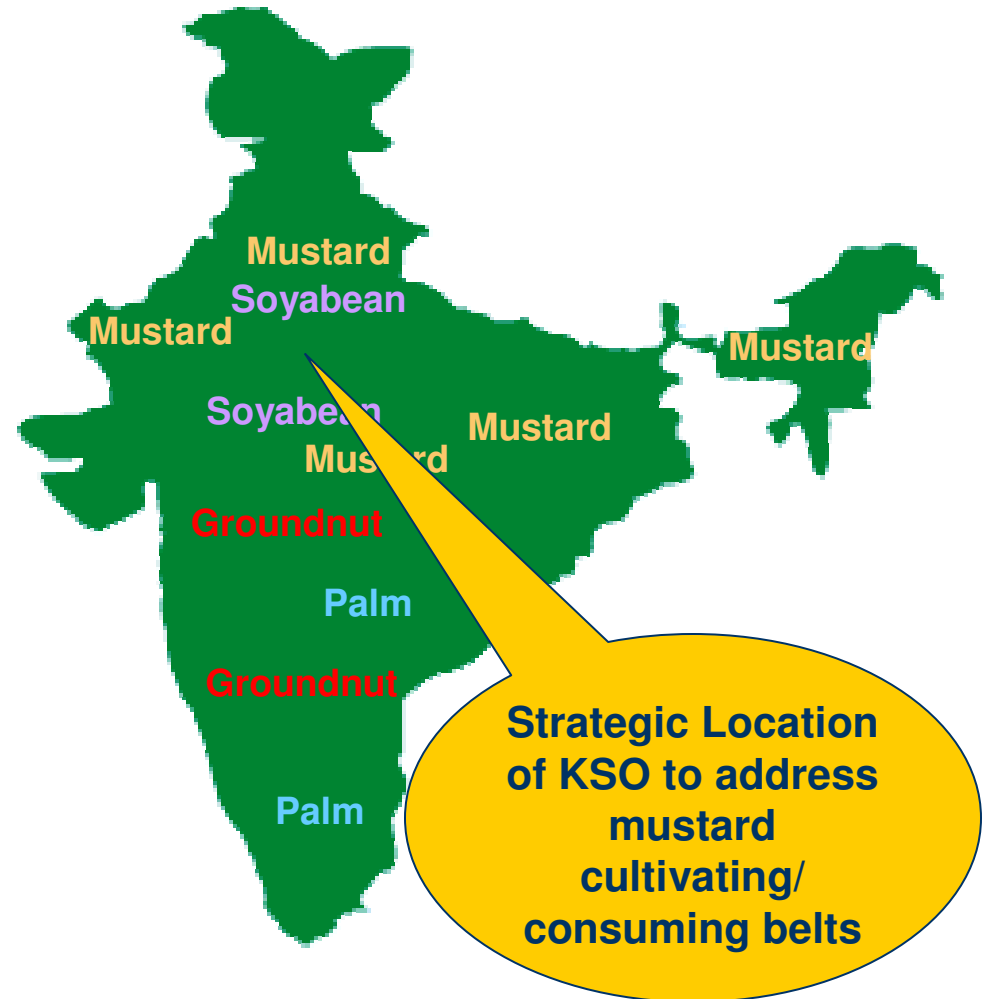 Mustard
Soyabean
Mustard
Mustard
Soyabean
Mustard
Mustard
Groundnut
Palm
Groundnut
Palm
Strategic Location
of KSO to address
mustard
cultivating/
consuming belts